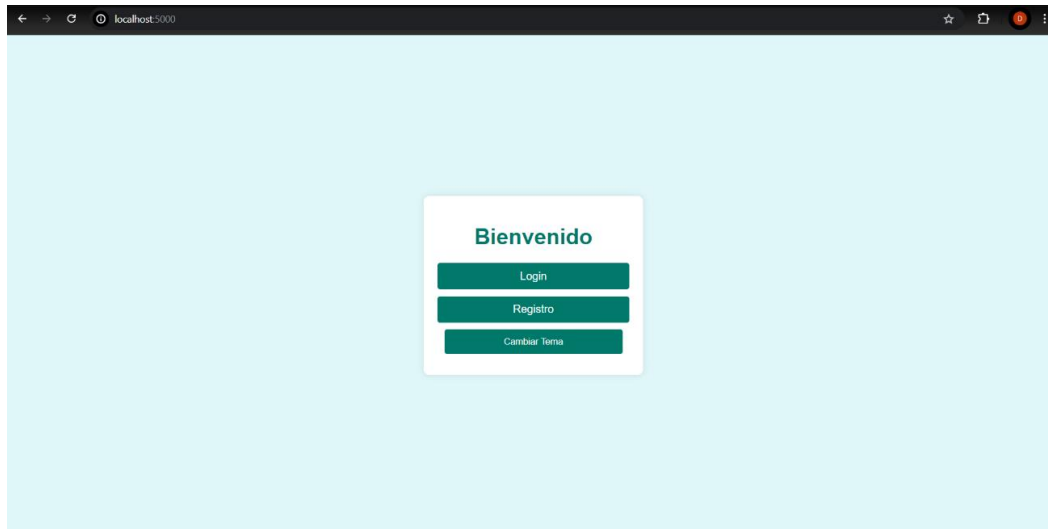 localhost:5000
D
Bienvenido
Login
Registro
Cambiar Tema